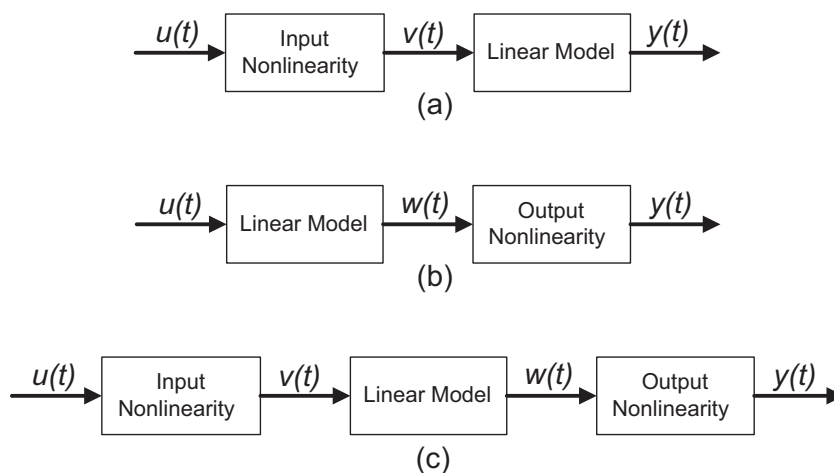 u(t)
Input
Nonlinearity
v(t)
Linear Model
y(t)
(a)
u(t)
Linear Model
w(t)
Output
Nonlinearity
y(t)
(b)
u(t)
Input
Nonlinearity
v(t)
Linear Model
w(t)
Output
Nonlinearity
y(t)
(c)